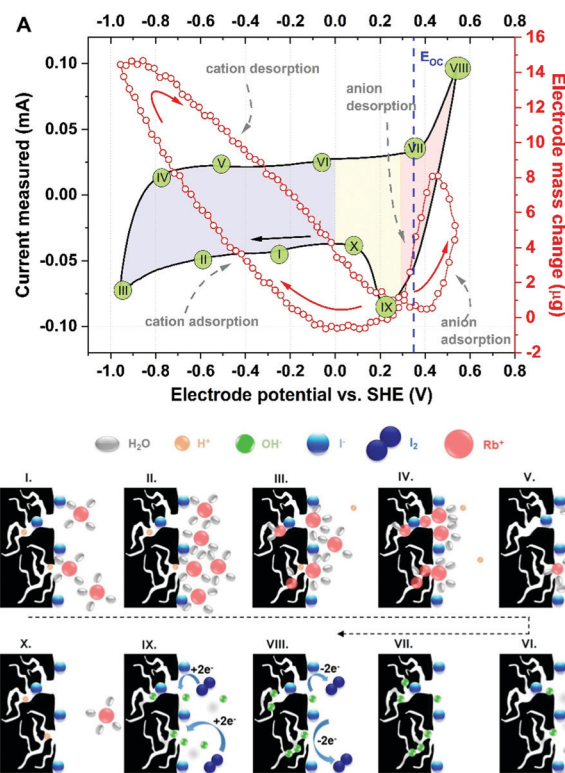 A
-1.0 -0.8 -0.6 -0.4 -0.2 0.0 0.2 0.4 0.6 0.8
0.10
0.05
0.00
-0.05
-0.10
Current measured (mA)
16
14
12
10
8
6
4
2
0
-2
Electrode mass change (µg)
cation desorption
anion
desorption
E_OC
VIII
VII
VI
V
IV
III
II
I
X
IX
cation adsorption
anion
adsorption
-1.0 -0.8 -0.6 -0.4 -0.2 0.0 0.2 0.4 0.6 0.8
Electrode potential vs. SHE (V)
H₂O H⁺ OH⁻ I⁻ I₂ Rb⁺
I. II. III. IV. V.
X. IX. VIII. VII. VI.
+2e⁻ -2e⁻
+2e⁻ -2e⁻